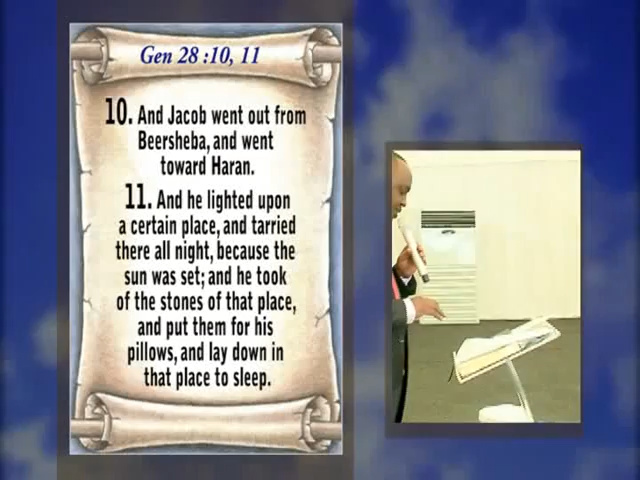 Gen 28 :10, 11
10. And Jacob went out from
Beersheba, and went
toward Haran.
11. And he lighted upon
a certain place, and tarried
there all night, because the
sun was set; and he took
of the stones of that place,
and put them for his
pillows, and lay down in
that place to sleep.